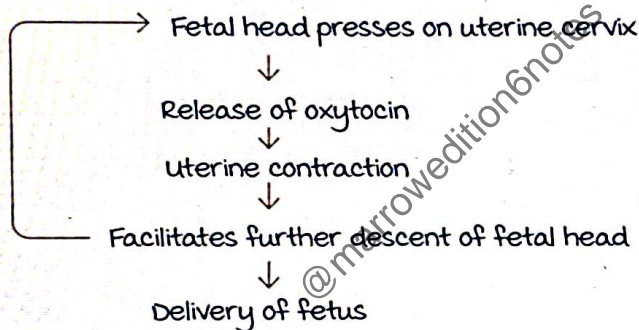 Fetal head presses on uterine cervix
Release of oxytocin
Uterine contraction
Facilitates further descent of fetal head
Delivery of fetus
@marrowedition6notes